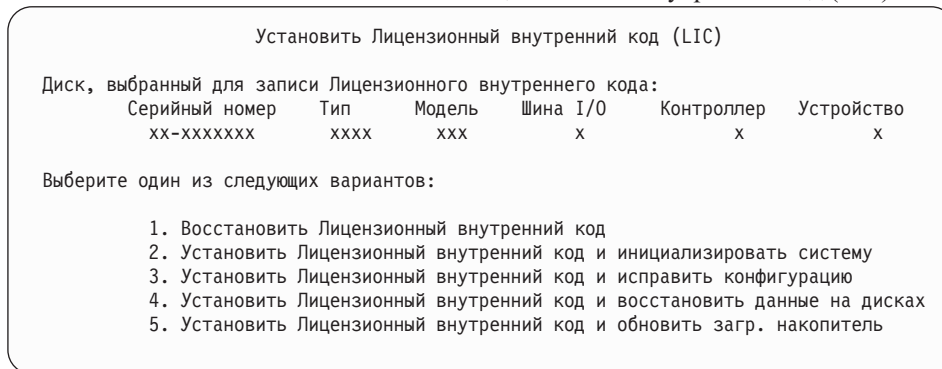 Установить Лицензионный внутренний код (LIC)
Диск, выбранный для записи Лицензионного внутреннего кода:
Серийный номер Тип Модель Шина I/O Контроллер Устройство
xx-xxxxxxx xxxx xxx x x x
Выберите один из следующих вариантов:
1. Восстановить Лицензионный внутренний код
2. Установить Лицензионный внутренний код и инициализировать систему
3. Установить Лицензионный внутренний код и исправить конфигурацию
4. Установить Лицензионный внутренний код и восстановить данные на дисках
5. Установить Лицензионный внутренний код и обновить загр. накопитель